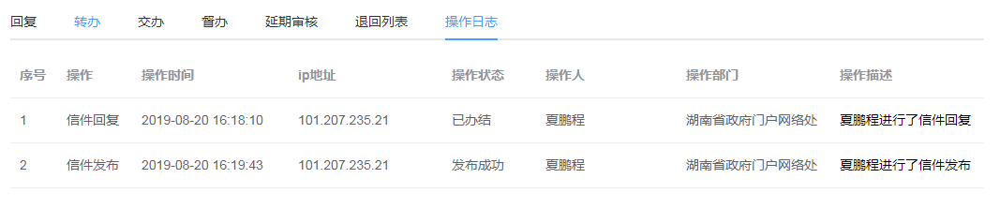 回复 转办 交办 督办 延期审核 退回列表 操作日志
序号 操作 操作时间 ip地址 操作状态 操作人 操作部门 操作描述
1 信件回复 2019-08-20 16:18:10 101.207.235.21 已办结 夏鹏程 湖南省政府门户网络处 夏鹏程进行了信件回复
2 信件发布 2019-08-20 16:19:43 101.207.235.21 发布成功 夏鹏程 湖南省政府门户网络处 夏鹏程进行了信件发布